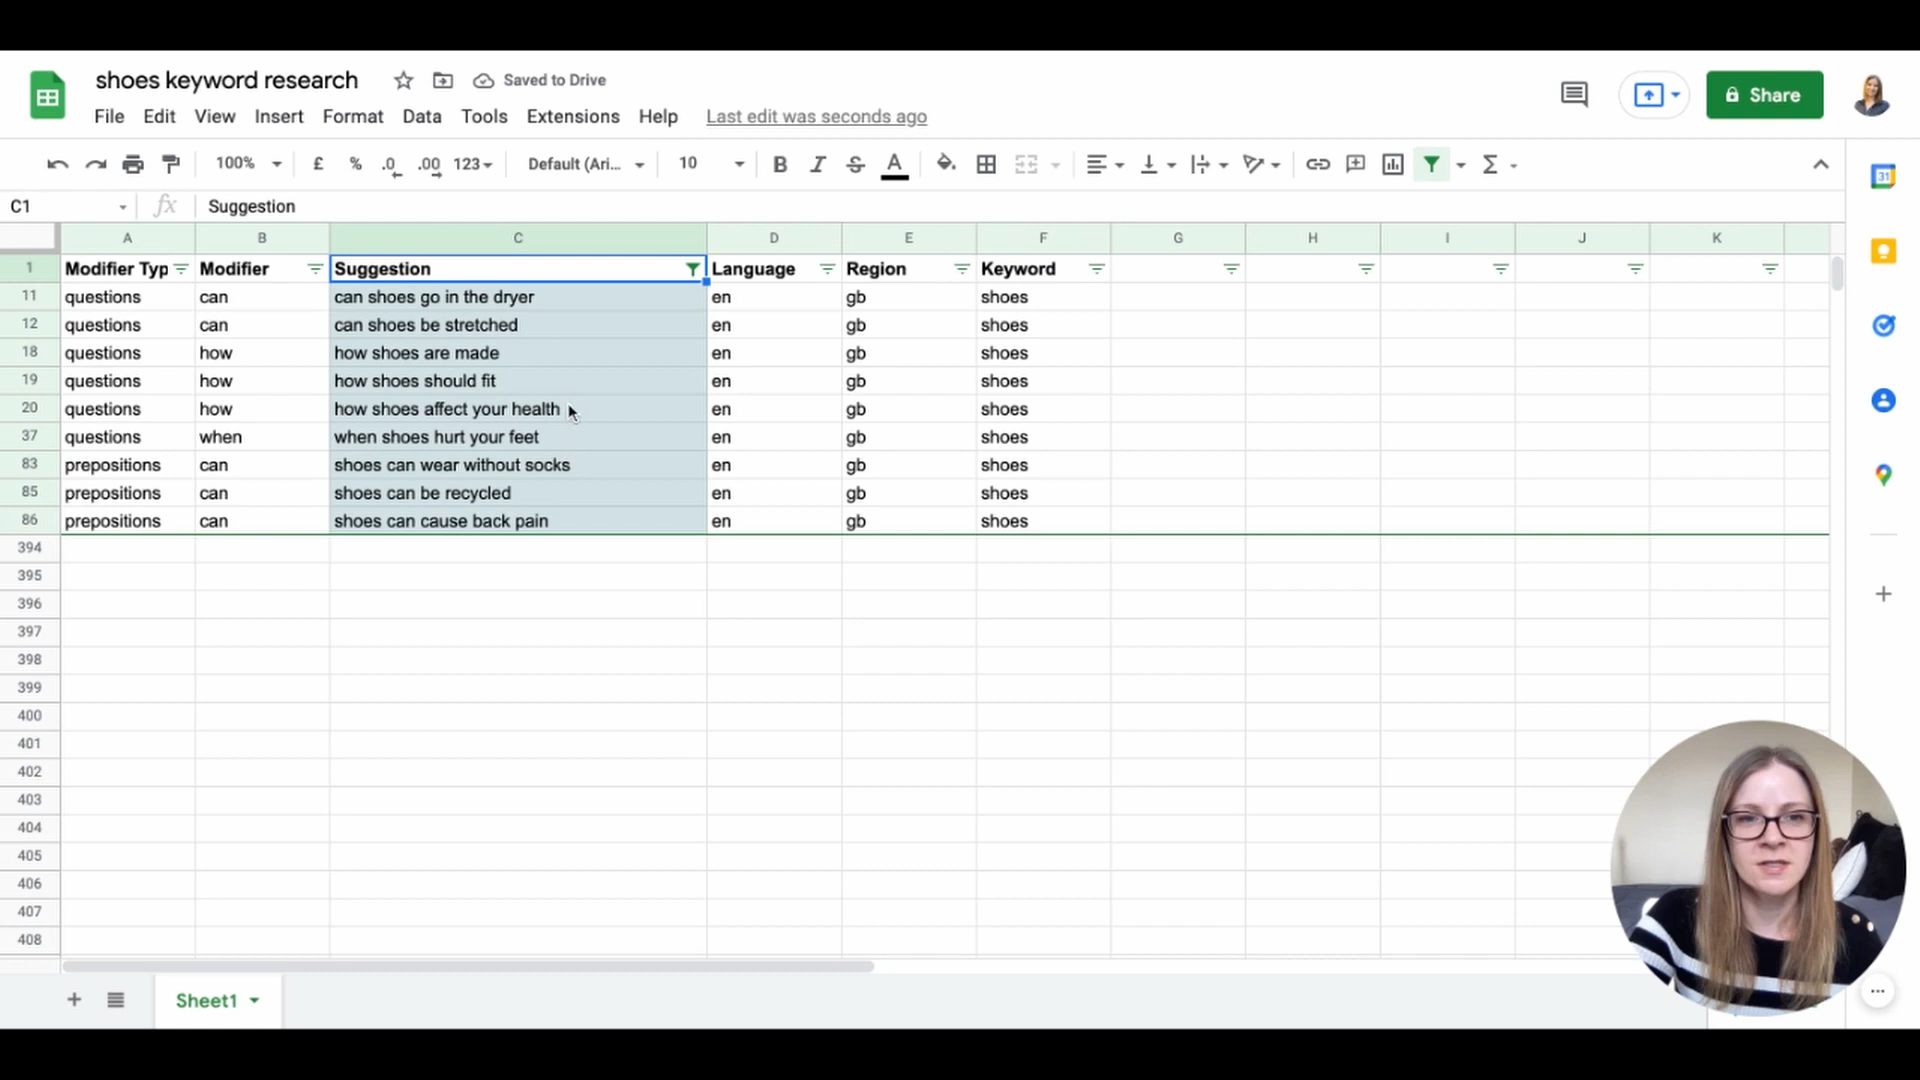 shoes keyword research Saved to Drive
File Edit View Insert Format Data Tools Extensions Help Last edit was seconds ago
Share
100% £ % .0 .00 123 Default (Ari... 10 B I S A Σ
31
C1 fx Suggestion
A B C D E F G H I J K
1 Modifier Typ Modifier Suggestion Language Region Keyword
11 questions can can shoes go in the dryer en gb shoes
12 questions can can shoes be stretched en gb shoes
18 questions how how shoes are made en gb shoes
19 questions how how shoes should fit en gb shoes
20 questions how how shoes affect your health en gb shoes
37 questions when when shoes hurt your feet en gb shoes
83 prepositions can shoes can wear without socks en gb shoes
85 prepositions can shoes can be recycled en gb shoes
86 prepositions can shoes can cause back pain en gb shoes
394
395
396
397
398
399
400
401
402
403
404
405
406
407
408
Sheet1